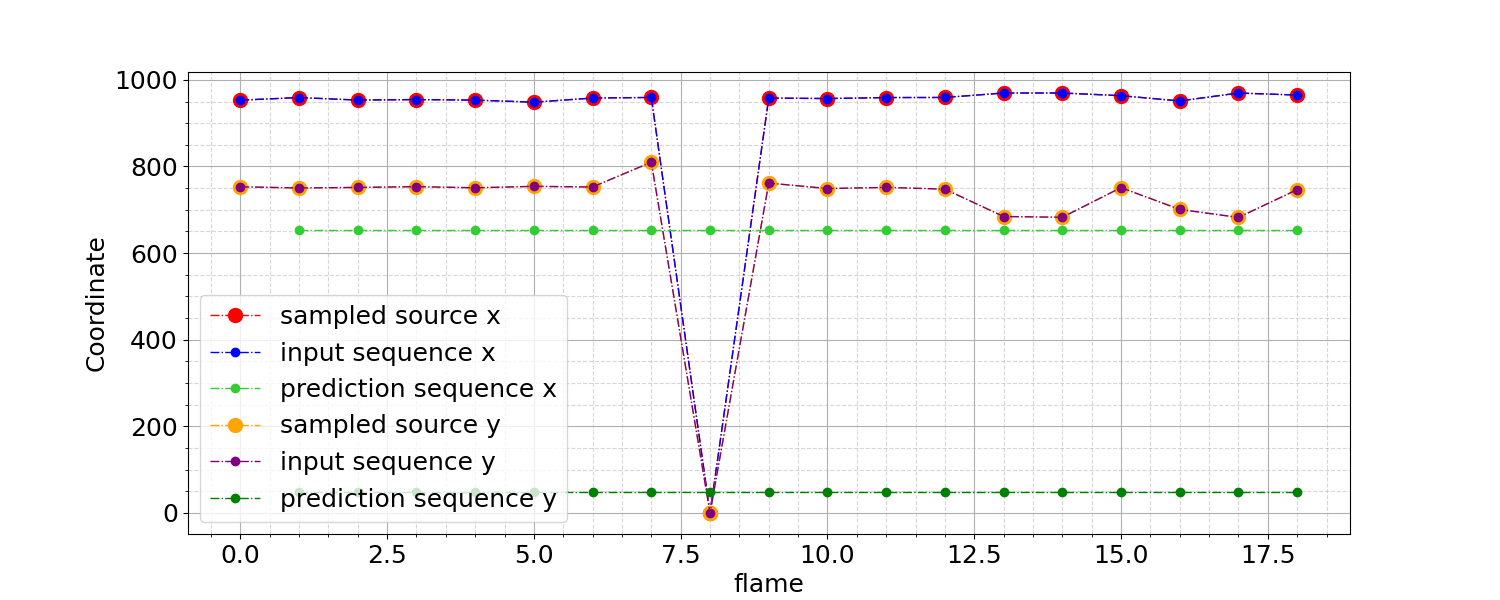 1000
800
600
400
200
0
Coordinate
sampled source x
input sequence x
prediction sequence x
sampled source y
input sequence y
prediction sequence y
0.0 2.5 5.0 7.5 10.0 12.5 15.0 17.5
flame